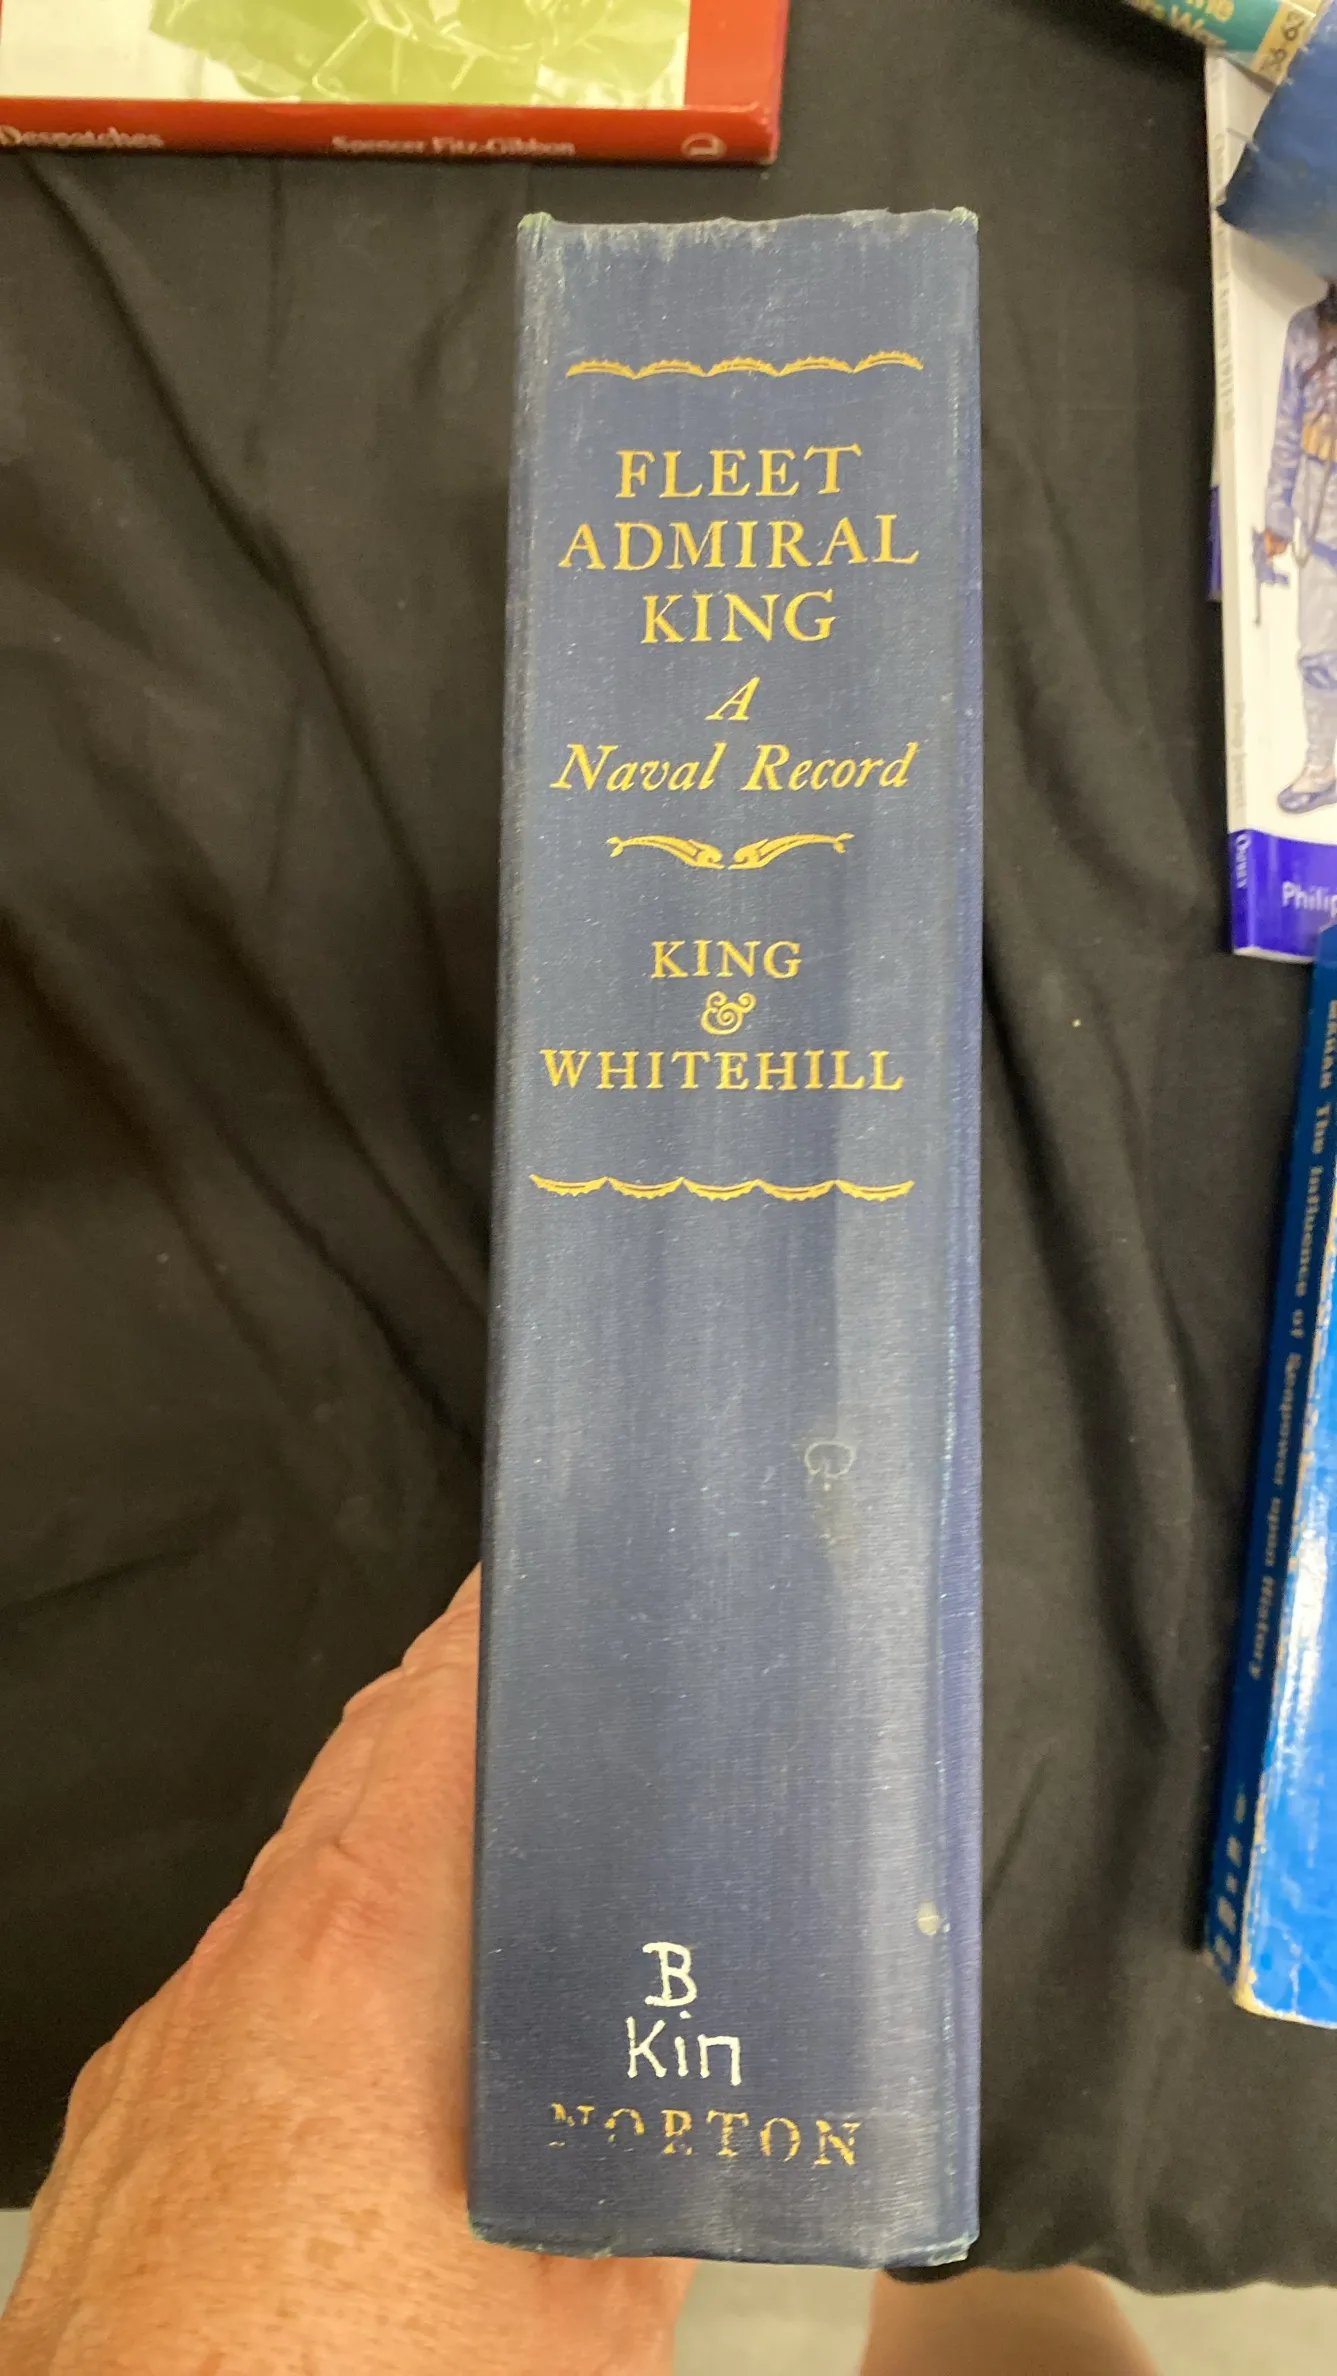 Despatches Spencer Fitz-Gibbon
FLEET
ADMIRAL
KING
A
Naval Record
KING
&
WHITEHILL
B
Kin
NORTON
Philip
MAHAN The Influence of Seapower upon History